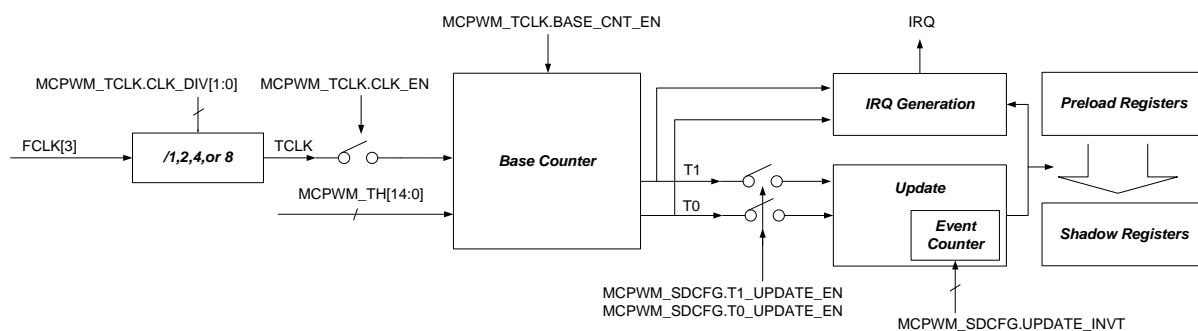 MCPWM_TCLK.BASE_CNT_EN
IRQ
MCPWM_TCLK.CLK_DIV[1:0]
MCPWM_TCLK.CLK_EN
IRQ Generation
Preload Registers
FCLK[3]
/1,2,4,or 8
TCLK
Base Counter
MCPWM_TH[14:0]
T1
T0
Update
Event
Counter
Shadow Registers
MCPWM_SDCFG.T1_UPDATE_EN
MCPWM_SDCFG.T0_UPDATE_EN
MCPWM_SDCFG.UPDATE_INVT